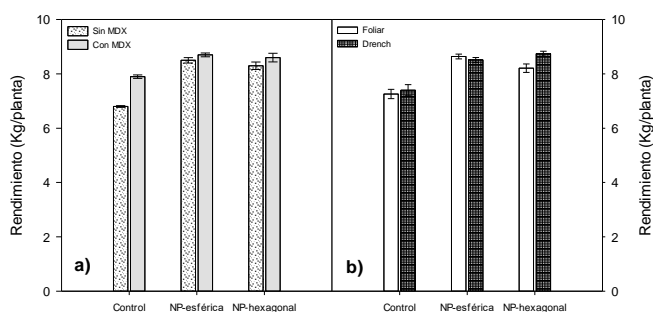 10
8
6
4
2
0
Rendimiento (Kg/planta)
Sin MDX
Con MDX
a)
Control
NP-esférica
NP-hexagonal
Foliar
Drench
b)
Control
NP-esférica
NP-hexagonal
10
8
6
4
2
0
Rendimiento (Kg/planta)